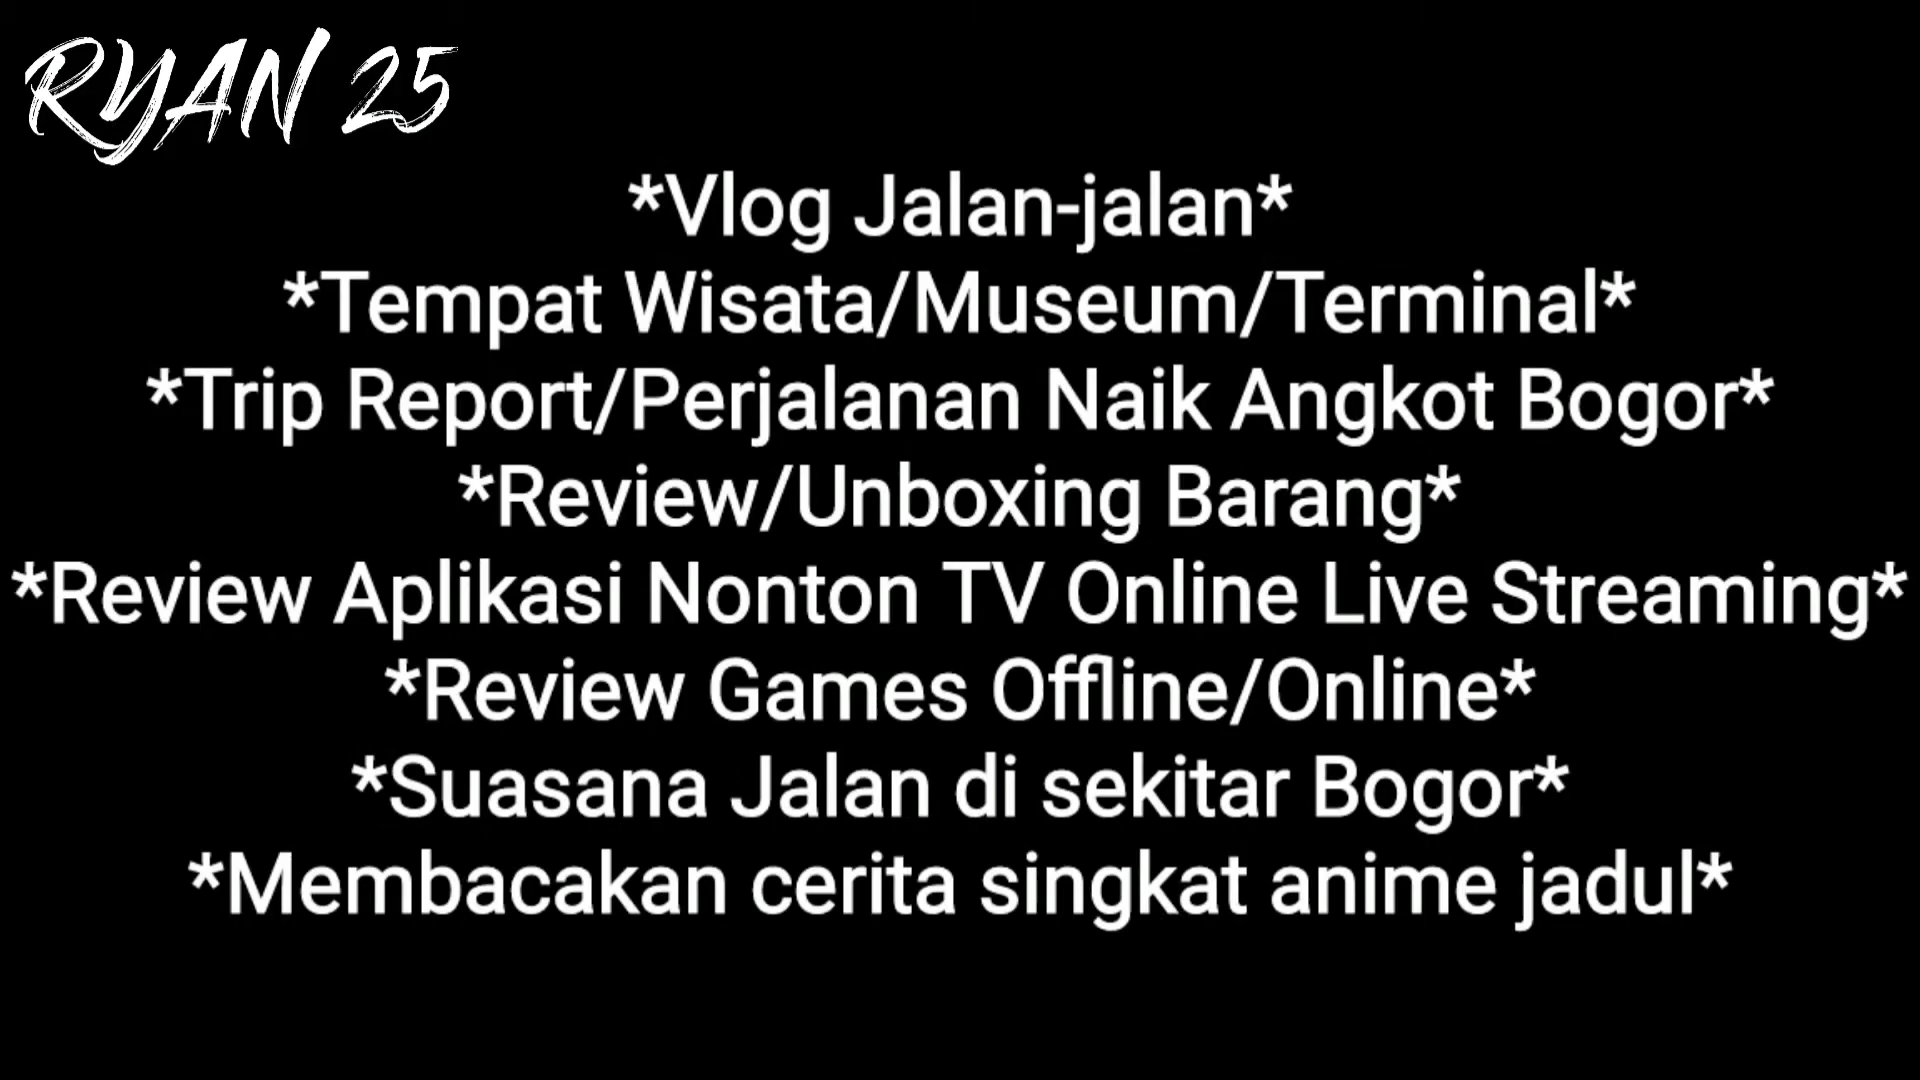 RYAN 25
*Vlog Jalan-jalan*
*Tempat Wisata/Museum/Terminal*
*Trip Report/Perjalanan Naik Angkot Bogor*
*Review/Unboxing Barang*
*Review Aplikasi Nonton TV Online Live Streaming*
*Review Games Offline/Online*
*Suasana Jalan di sekitar Bogor*
*Membacakan cerita singkat anime jadul*